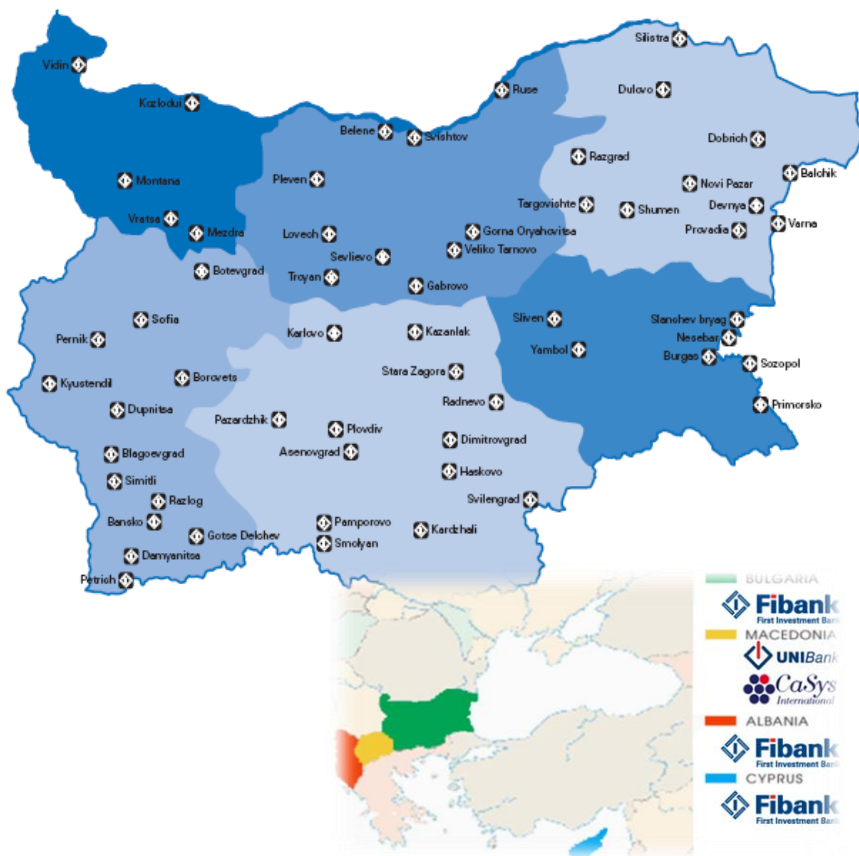 Silistra
Vidin
Dulovo
Ruse
Kozlodui
Belene
Svishtov
Dobrich
Razgrad
Balchik
Montana
Pleven
Novi Pazar
Targovishte
Devnya
Shumen
Vratsa
Varna
Mezdra
Lovech
Gorna Oryahovitsa
Provadia
Veliko Tarnovo
Sevlievo
Botevgrad
Troyan
Gabrovo
Sofia
Sliven
Slanchev bryag
Karlovo
Kazanlak
Pernik
Nesebar
Yambol
Burgas
Sozopol
Stara Zagora
Kyustendil
Borovets
Radnevo
Primorsko
Dupnitsa
Pazardzhik
Plovdiv
Dimitrovgrad
Asenovgrad
Blagoevgrad
Haskovo
Simitli
Svilengrad
Razlog
Bansko
Pamporovo
Kardzhali
Gotse Delchev
Smolyan
Damyanitsa
Petrich
BULGARIA
Fibank
First Investment Bank
MACEDONIA
UNIBank
CaSys
International
ALBANIA
Fibank
First Investment Bank
CYPRUS
Fibank
First Investment Bank